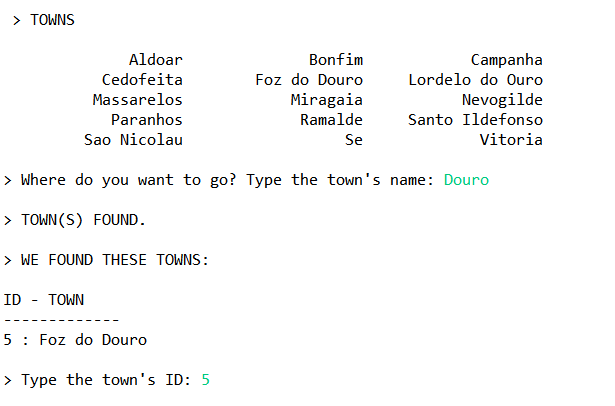 > TOWNS
Aldoar Bonfim Campanha
Cedofeita Foz do Douro Lordelo do Ouro
Massarelos Miragaia Nevogilde
Paranhos Ramalde Santo Ildefonso
Sao Nicolau Se Vitoria
> Where do you want to go? Type the town's name: Douro
> TOWN(S) FOUND.
> WE FOUND THESE TOWNS:
ID - TOWN
-------------
5 : Foz do Douro
> Type the town's ID: 5